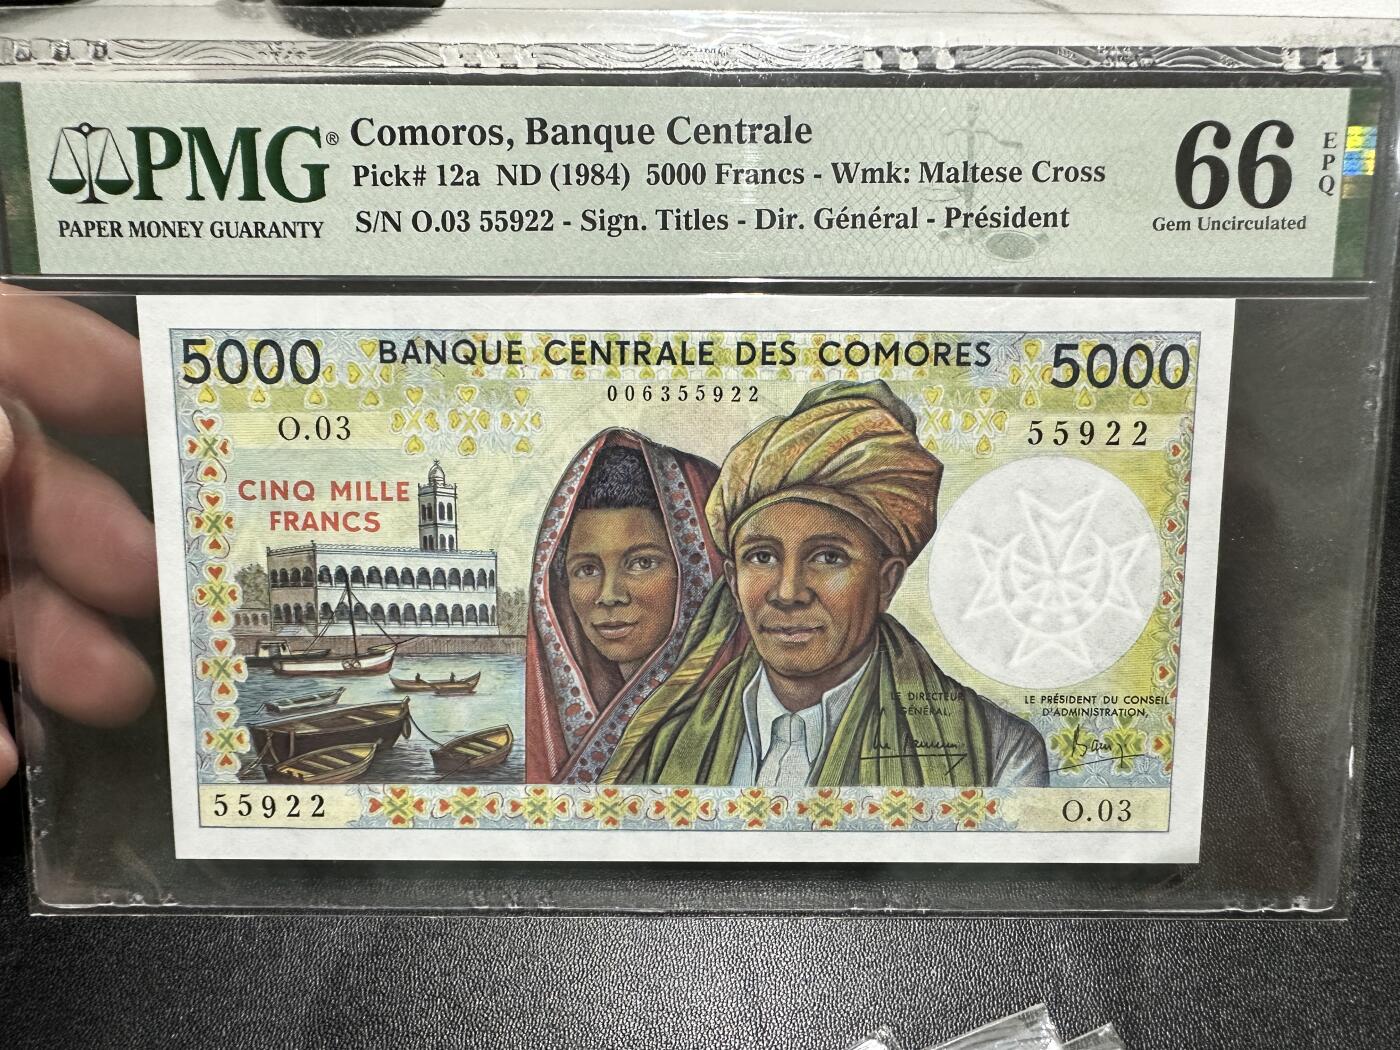 PMG®
PAPER MONEY GUARANTY
Comoros, Banque Centrale
Pick# 12a ND (1984) 5000 Francs - Wmk: Maltese Cross
S/N O.03 55922 - Sign. Titles - Dir. Général - Président
66
Gem Uncirculated
EPQ
5000 BANQUE CENTRALE DES COMORES 5000
006355922
O.03
55922
CINQ MILLE
FRANCS
LE DIRECTEUR
GÉNÉRAL,
LE PRÉSIDENT DU CONSEIL
D'ADMINISTRATION,
55922
O.03